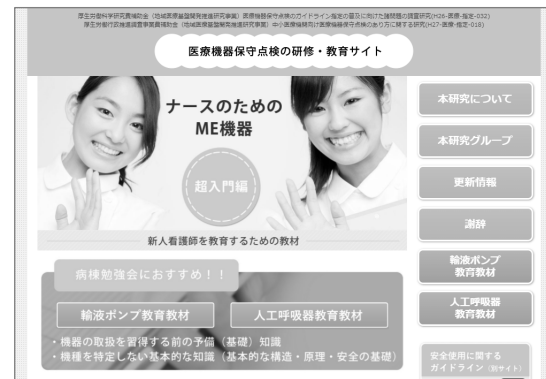 厚生労働科学研究費補助金（地域医療基盤開発推進研究事業）医療機器保守点検のガイドライン指定の普及に向けた諸問題の調査研究(H26-医療-指定-032)
厚生労働行政推進調査事業費補助金（地域医療基盤開発推進研究事業）中小医療機関向け医療機器保守点検のあり方に関する研究(H27-医療-指定-018)
医療機器保守点検の研修・教育サイト
ナースのための
ME機器
超入門編
新人看護師を教育するための教材
病棟勉強会におすすめ！！
輸液ポンプ教育教材
人工呼吸器教育教材
・機器の取扱を習得する前の予備（基礎）知識
・機種を特定しない基本的な知識（基本的な構造・原理・安全の基礎）
本研究について
本研究グループ
更新情報
謝辞
輸液ポンプ
教育教材
人工呼吸器
教育教材
安全使用に関する
ガイドライン（別サイト）